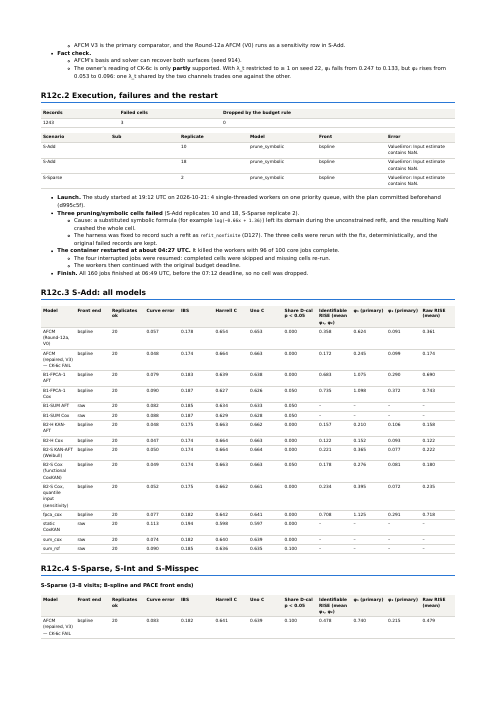 AFCM V3 is the primary comparator, and the Round-12a AFCM (V0) runs as a sensitivity row in S-Add.
Fact check.
AFCM's basis and solver can recover both surfaces (seed 914).
The owner's reading of CK-6c is only partly supported. With λ_t restricted to ≥ 1 on seed 22, φ₁ falls from 0.247 to 0.133, but φ₂ rises from
0.053 to 0.096: one λ_t shared by the two channels trades one against the other.
R12c.2 Execution, failures and the restart
Records Failed cells Dropped by the budget rule
1243 3 0
Scenario Sub Replicate Model Front Error
S-Add 10 prune_symbolic bspline ValueError: Input estimate
contains NaN.
S-Add 18 prune_symbolic bspline ValueError: Input estimate
contains NaN.
S-Sparse 2 prune_symbolic bspline ValueError: Input estimate
contains NaN.
Launch. The study started at 19:12 UTC on 2026-10-21: 4 single-threaded workers on one priority queue, with the plan committed beforehand
(d995c5f).
Three pruning/symbolic cells failed (S-Add replicates 10 and 18, S-Sparse replicate 2).
Cause: a substituted symbolic formula (for example log(−0.66x + 1.36)) left its domain during the unconstrained refit, and the resulting NaN
crashed the whole cell.
The harness was fixed to record such a refit as refit_nonfinite (D127). The three cells were rerun with the fix, deterministically, and the
original failed records are kept.
The container restarted at about 04:27 UTC. It killed the workers with 96 of 100 core jobs complete.
The four interrupted jobs were resumed: completed cells were skipped and missing cells re-run.
The workers then continued with the original budget deadline.
Finish. All 160 jobs finished at 06:49 UTC, before the 07:12 deadline, so no cell was dropped.
R12c.3 S-Add: all models
Model Front end Replicates ok Curve error IBS Harrell C Uno C Share D-cal p < 0.05 Identifiable RISE (mean φ₁, φ₂) φ₁ (primary) φ₂ (primary) Raw RISE (mean)
AFCM (Round-12a, V0) bspline 20 0.057 0.178 0.654 0.653 0.000 0.358 0.624 0.091 0.361
AFCM (repaired, V3) — CK-6c FAIL bspline 20 0.048 0.174 0.664 0.663 0.000 0.172 0.245 0.099 0.174
B1-FPCA-1 AFT bspline 20 0.079 0.183 0.639 0.638 0.000 0.683 1.075 0.290 0.690
B1-FPCA-1 Cox bspline 20 0.090 0.187 0.627 0.626 0.050 0.735 1.098 0.372 0.743
B1-SUM AFT raw 20 0.082 0.185 0.634 0.633 0.050 – – – –
B1-SUM Cox raw 20 0.088 0.187 0.629 0.628 0.050 – – – –
B2-H KAN-AFT bspline 20 0.048 0.175 0.663 0.662 0.000 0.157 0.210 0.106 0.158
B2-H Cox bspline 20 0.047 0.174 0.664 0.663 0.000 0.122 0.152 0.093 0.122
B2-S KAN-AFT (Weibull) bspline 20 0.050 0.174 0.664 0.664 0.000 0.221 0.365 0.077 0.222
B2-S Cox (functional CoxKAN) bspline 20 0.049 0.174 0.663 0.663 0.050 0.178 0.276 0.081 0.180
B2-S Cox, quantile input (sensitivity) bspline 20 0.052 0.175 0.662 0.661 0.000 0.234 0.395 0.072 0.235
fpca_cox bspline 20 0.077 0.182 0.642 0.641 0.000 0.708 1.125 0.291 0.718
static CoxKAN raw 20 0.113 0.194 0.598 0.597 0.000 – – – –
sum_cox raw 20 0.074 0.182 0.640 0.639 0.000 – – – –
sum_rsf raw 20 0.090 0.185 0.636 0.635 0.100 – – – –
R12c.4 S-Sparse, S-Int and S-Misspec
S-Sparse (3–8 visits; B-spline and PACE front ends)
Model Front end Replicates ok Curve error IBS Harrell C Uno C Share D-cal p < 0.05 Identifiable RISE (mean φ₁, φ₂) φ₁ (primary) φ₂ (primary) Raw RISE (mean)
AFCM (repaired, V3) — CK-6c FAIL bspline 20 0.083 0.182 0.641 0.639 0.100 0.478 0.740 0.215 0.479